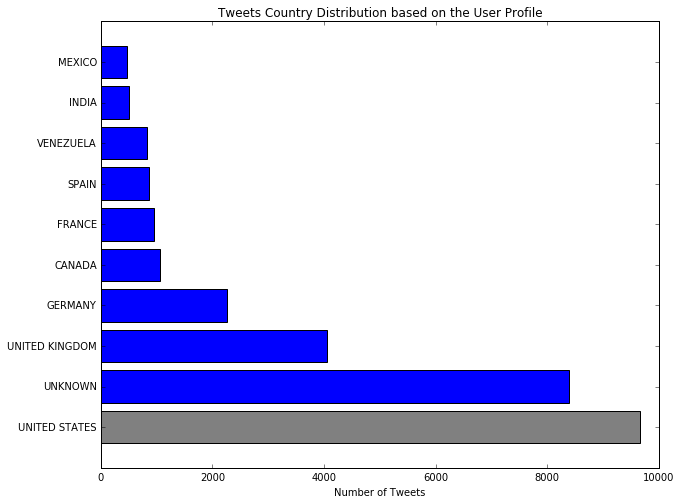 Tweets Country Distribution based on the User Profile
MEXICO
INDIA
VENEZUELA
SPAIN
FRANCE
CANADA
GERMANY
UNITED KINGDOM
UNKNOWN
UNITED STATES
0 2000 4000 6000 8000 10000
Number of Tweets